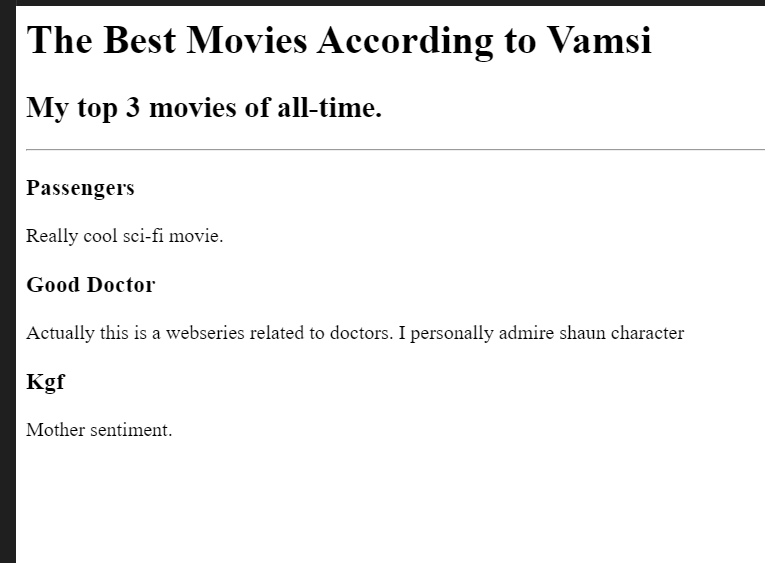 The Best Movies According to Vamsi
My top 3 movies of all-time.
Passengers
Really cool sci-fi movie.
Good Doctor
Actually this is a webseries related to doctors. I personally admire shaun character
Kgf
Mother sentiment.